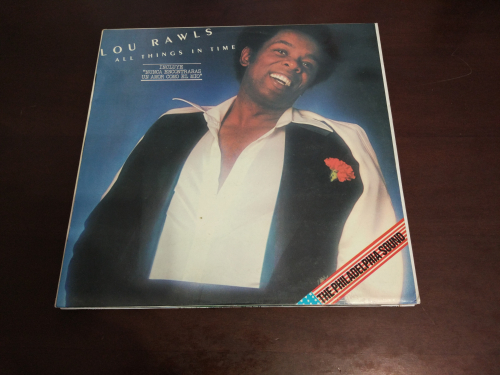 LOU RAWLS
ALL THINGS IN TIME
INCLUYE
"NUNCA ENCONTRARAS
UN AMOR COMO EL MIO"
THE PHILADELPHIA SOUND